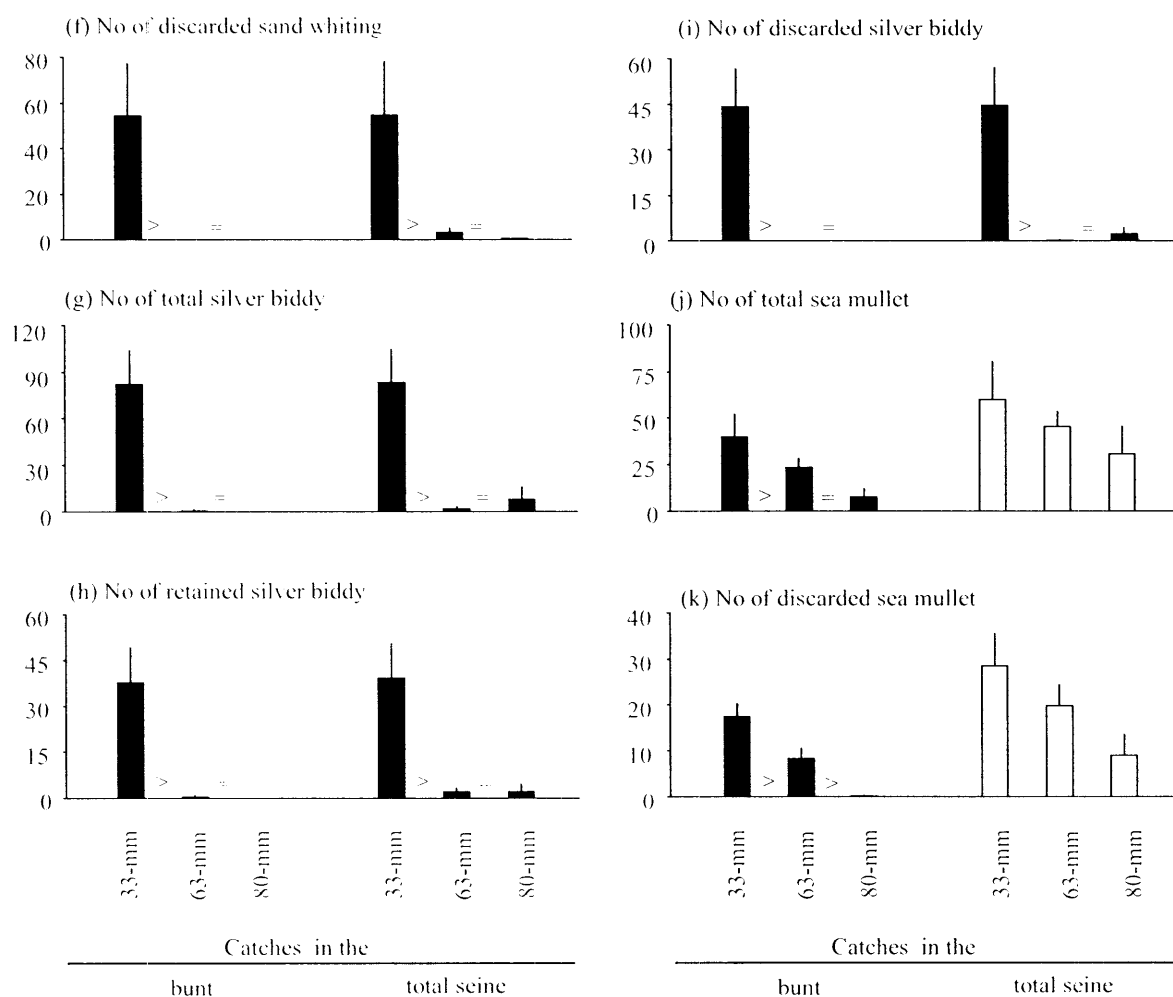 (f) No of discarded sand whiting
80
60
40
20
0
> =
> =
(g) No of total silver biddy
120
90
60
30
0
> =
> =
(h) No of retained silver biddy
60
45
30
15
0
> =
> =
33-mm
63-mm
80-mm
33-mm
63-mm
80-mm
Catches in the
bunt
total seine
(i) No of discarded silver biddy
60
45
30
15
0
> =
> =
(j) No of total sea mullet
100
75
50
25
0
> =
(k) No of discarded sea mullet
40
30
20
10
0
> >
33-mm
63-mm
80-mm
33-mm
63-mm
80-mm
Catches in the
bunt
total seine